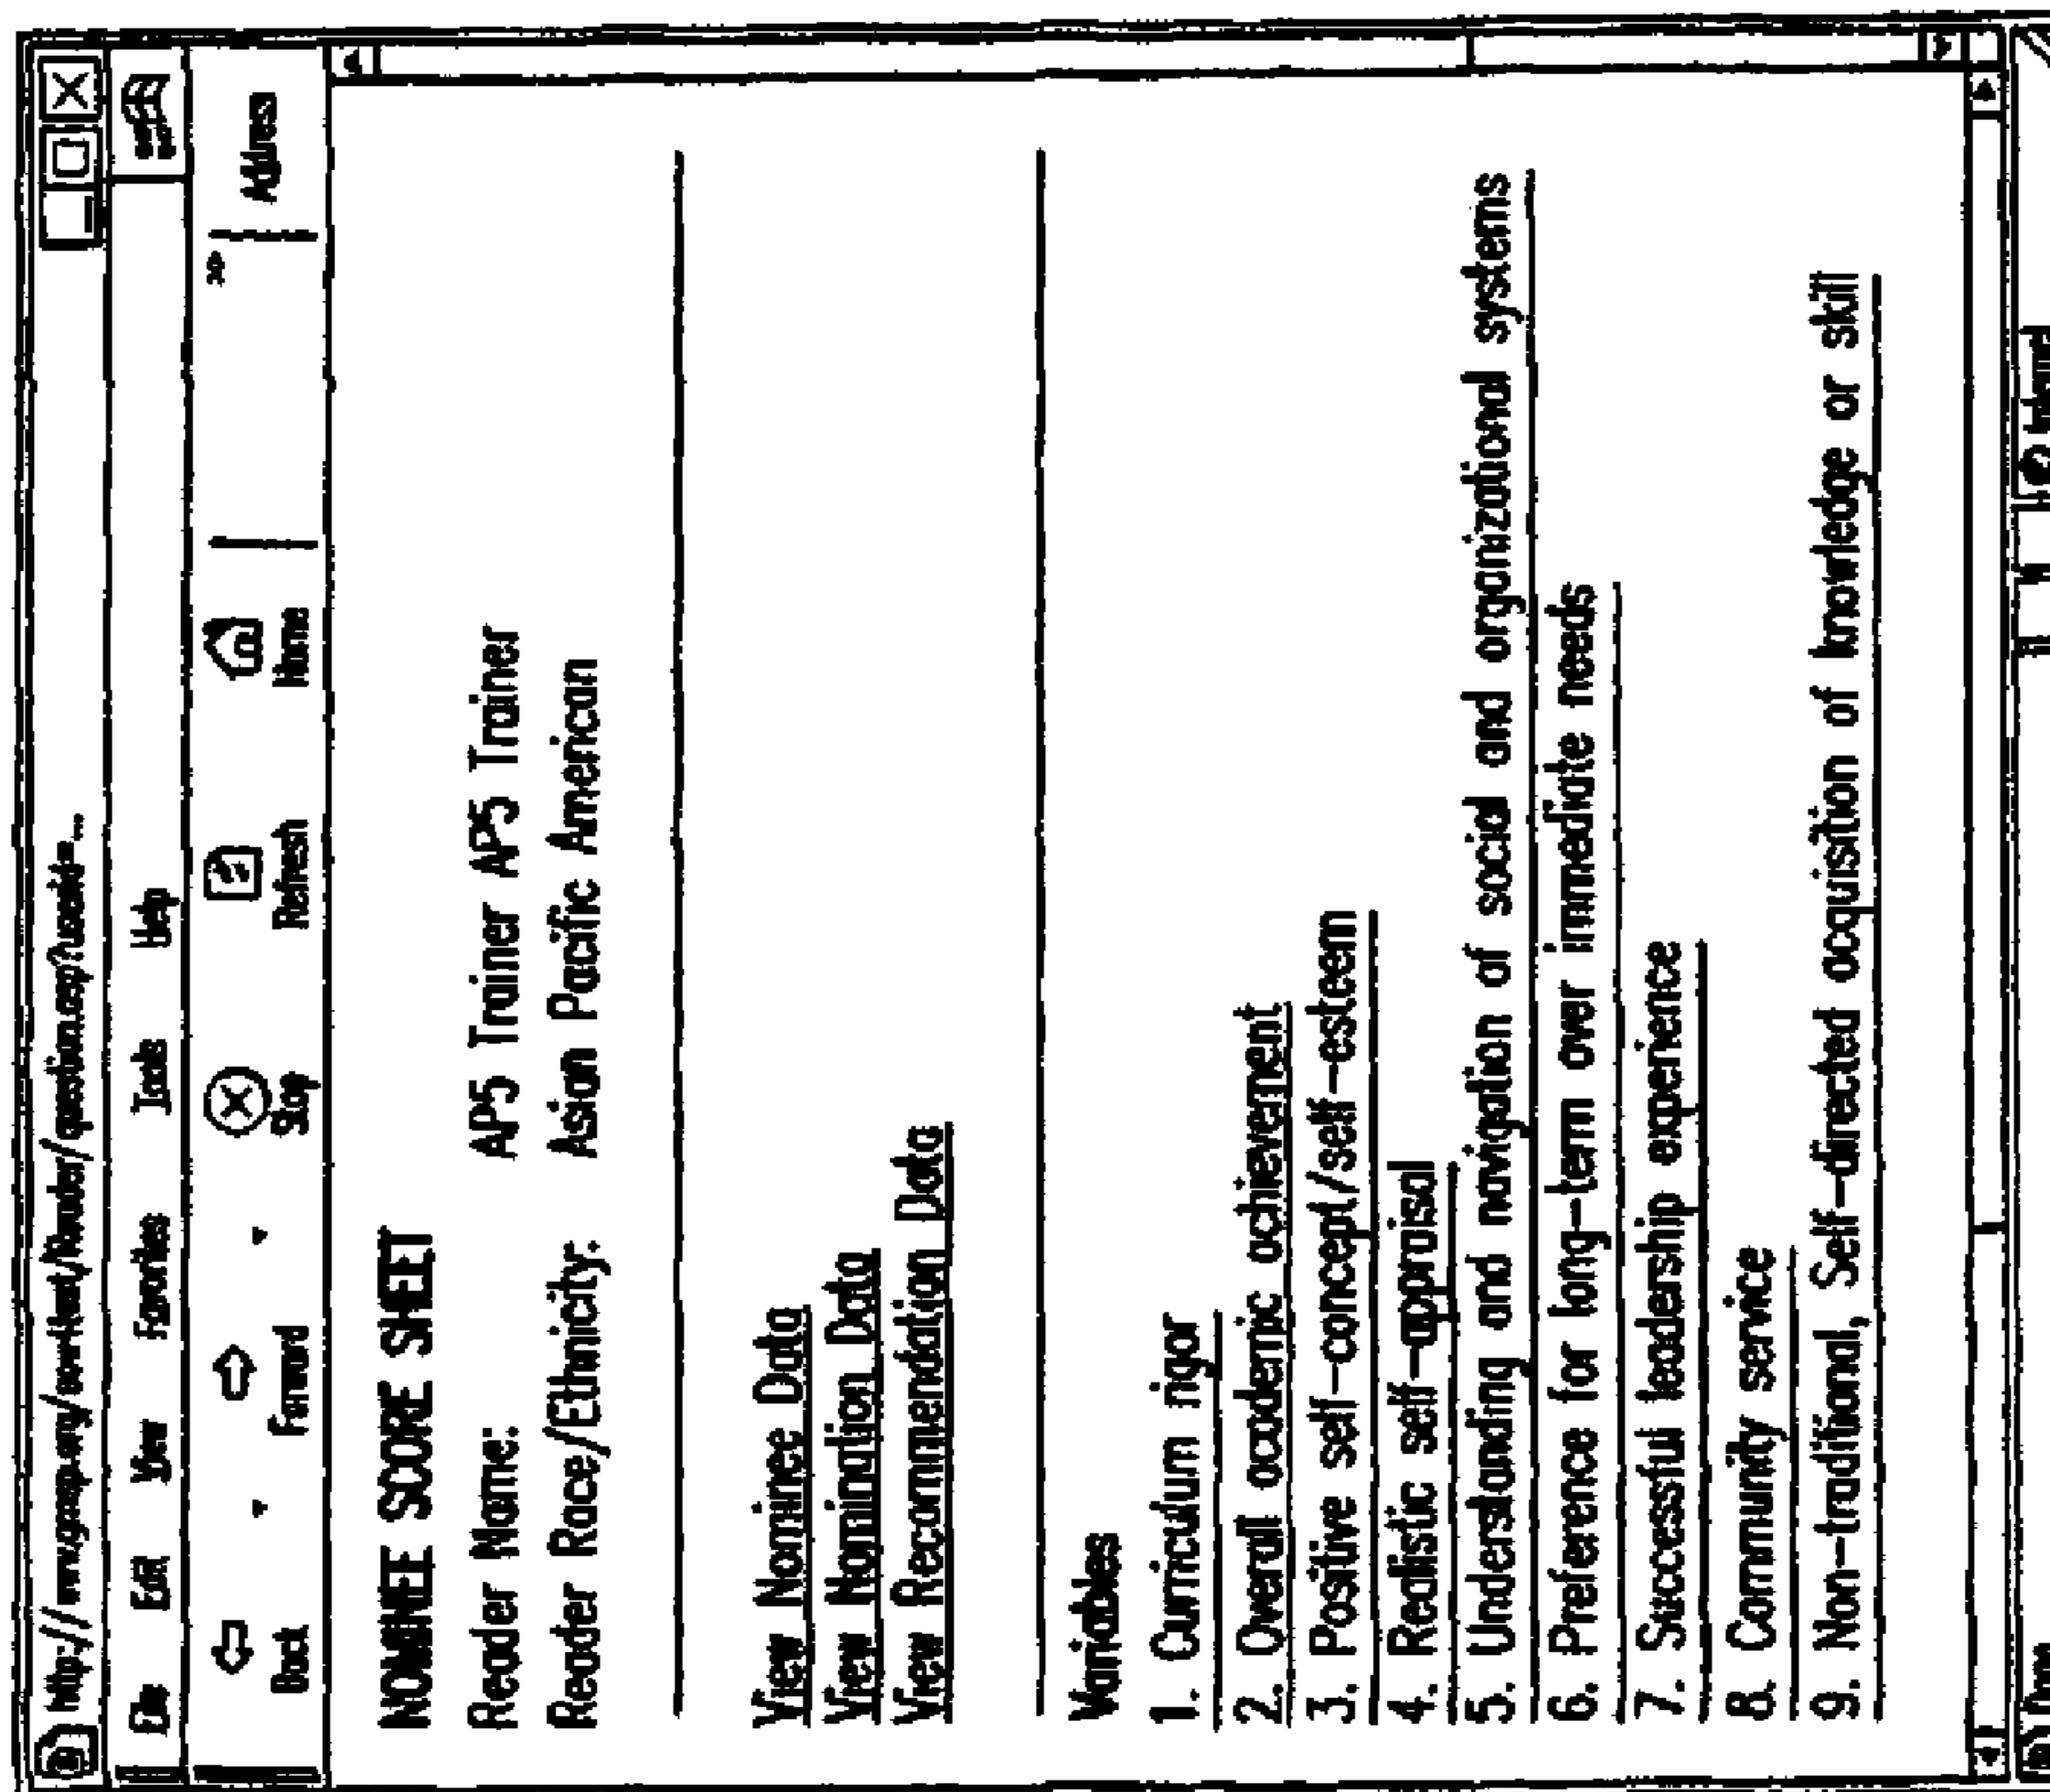 File Edit View Favorites Tools Help
Back Forward Stop Refresh Home » Address
NOMINEE SCORE SHEET
Reader Name: AP5 Trainer AP5 Trainer
Reader Race/Ethnicity: Asian Pacific American
View Nominee Data
View Nomination Data
View Recommendation Data
Variables
1. Curriculum rigor
2. Overall academic achievement
3. Positive self-concept/self-esteem
4. Realistic self-appraisal
5. Understanding and navigation of social and organizational systems
6. Preference for long-term over immediate needs
7. Successful leadership experience
8. Community service
9. Non-traditional, Self-directed acquisition of knowledge or skill
Done Internet